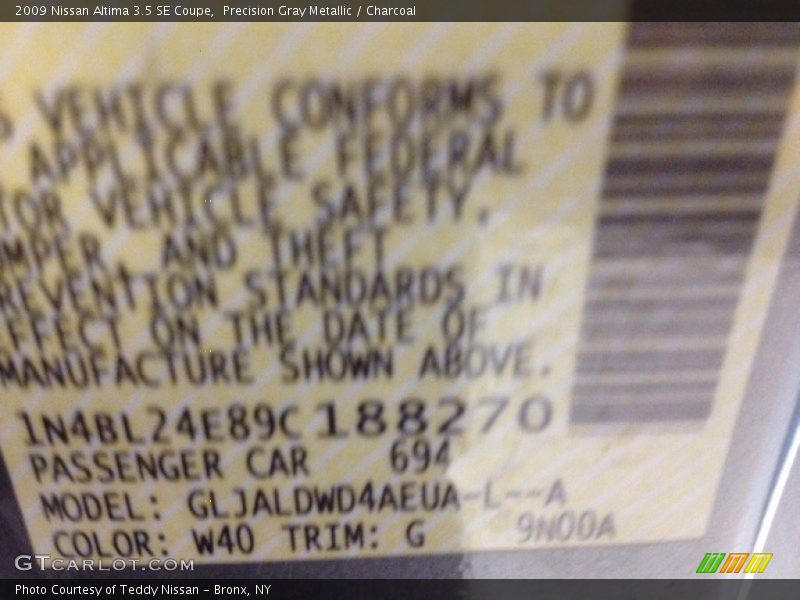 2009 Nissan Altima 3.5 SE Coupe,  Precision Gray Metallic / Charcoal
VEHICLE CONFORMS TO
APPLICABLE FEDERAL
TOR VEHICLE SAFETY,
MPER, AND THEFT
REVENTION STANDARDS IN
FFECT ON THE DATE OF
MANUFACTURE SHOWN ABOVE.
1N4BL24E89C188270
PASSENGER CAR 694
MODEL: GLJALDWD4AEUA-L--A
COLOR: W40 TRIM: G 9N00A
GTCARLOT.COM
Photo Courtesy of Teddy Nissan – Bronx, NY